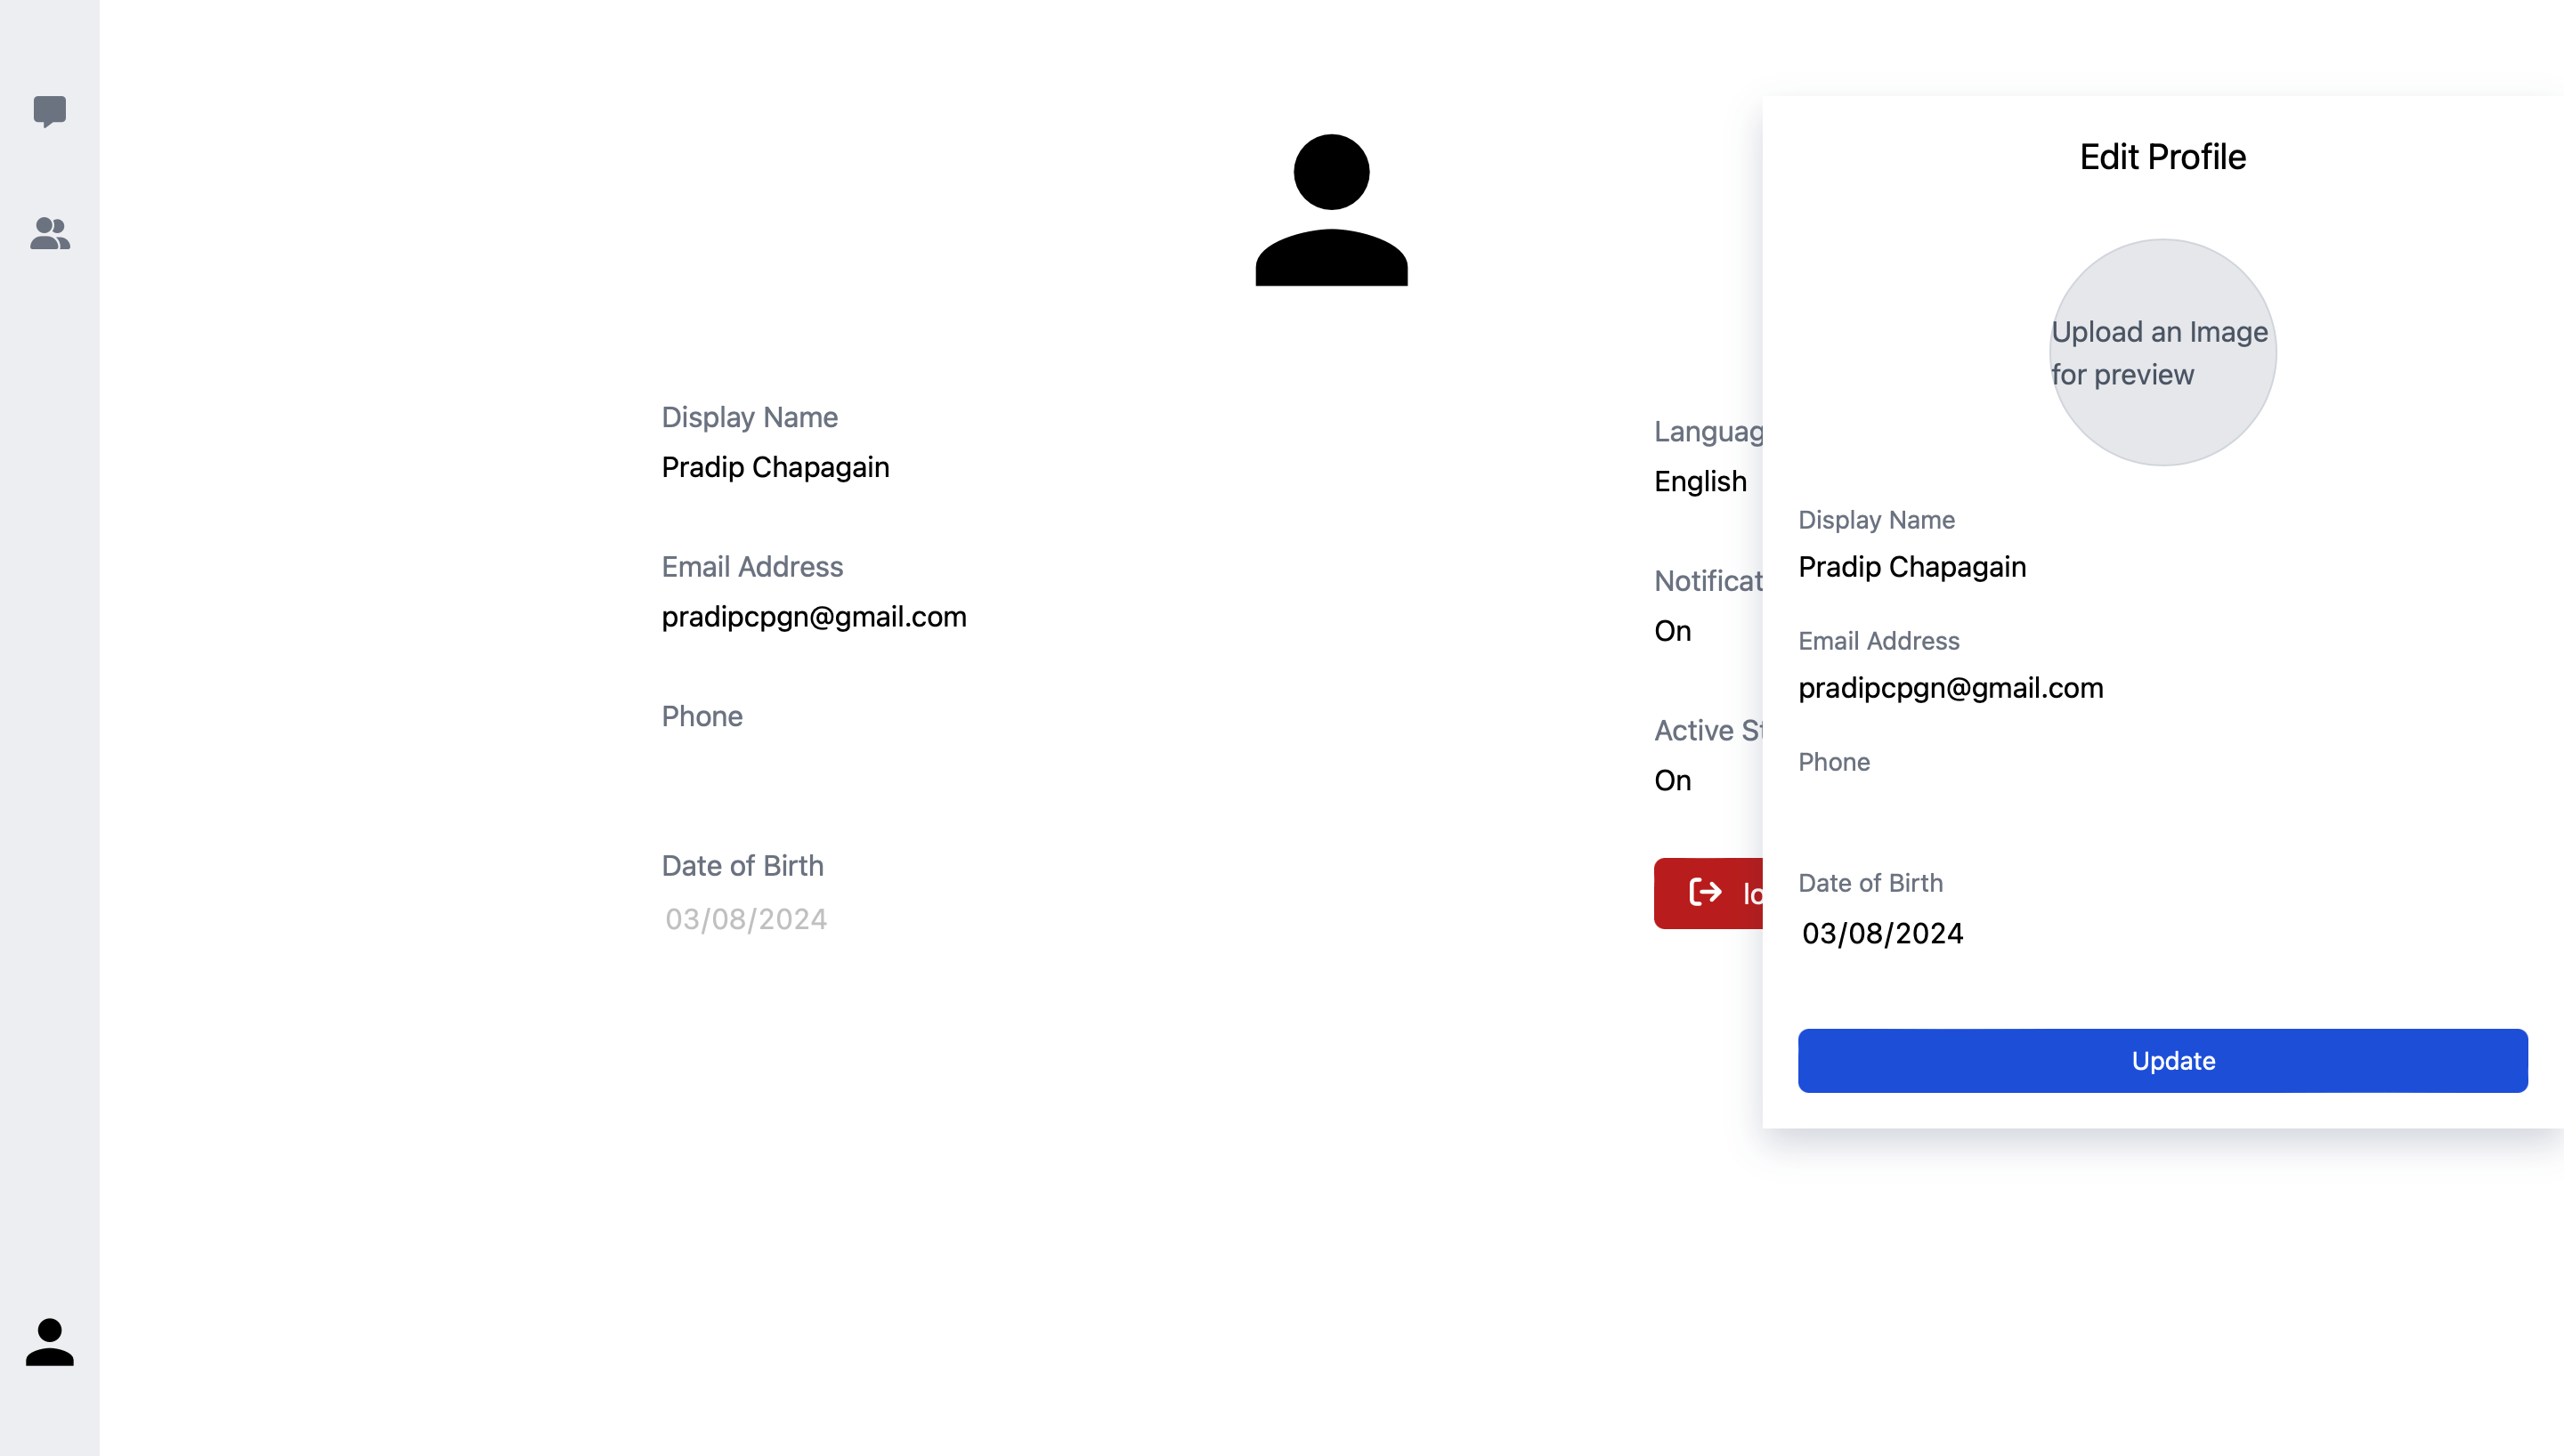 Display Name
Pradip Chapagain
Email Address
pradipcpgn@gmail.com
Phone
Date of Birth
03/08/2024
Languag
English
Notificat
On
Active St
On
lo
Edit Profile
Upload an Image
for preview
Display Name
Pradip Chapagain
Email Address
pradipcpgn@gmail.com
Phone
Date of Birth
03/08/2024
Update